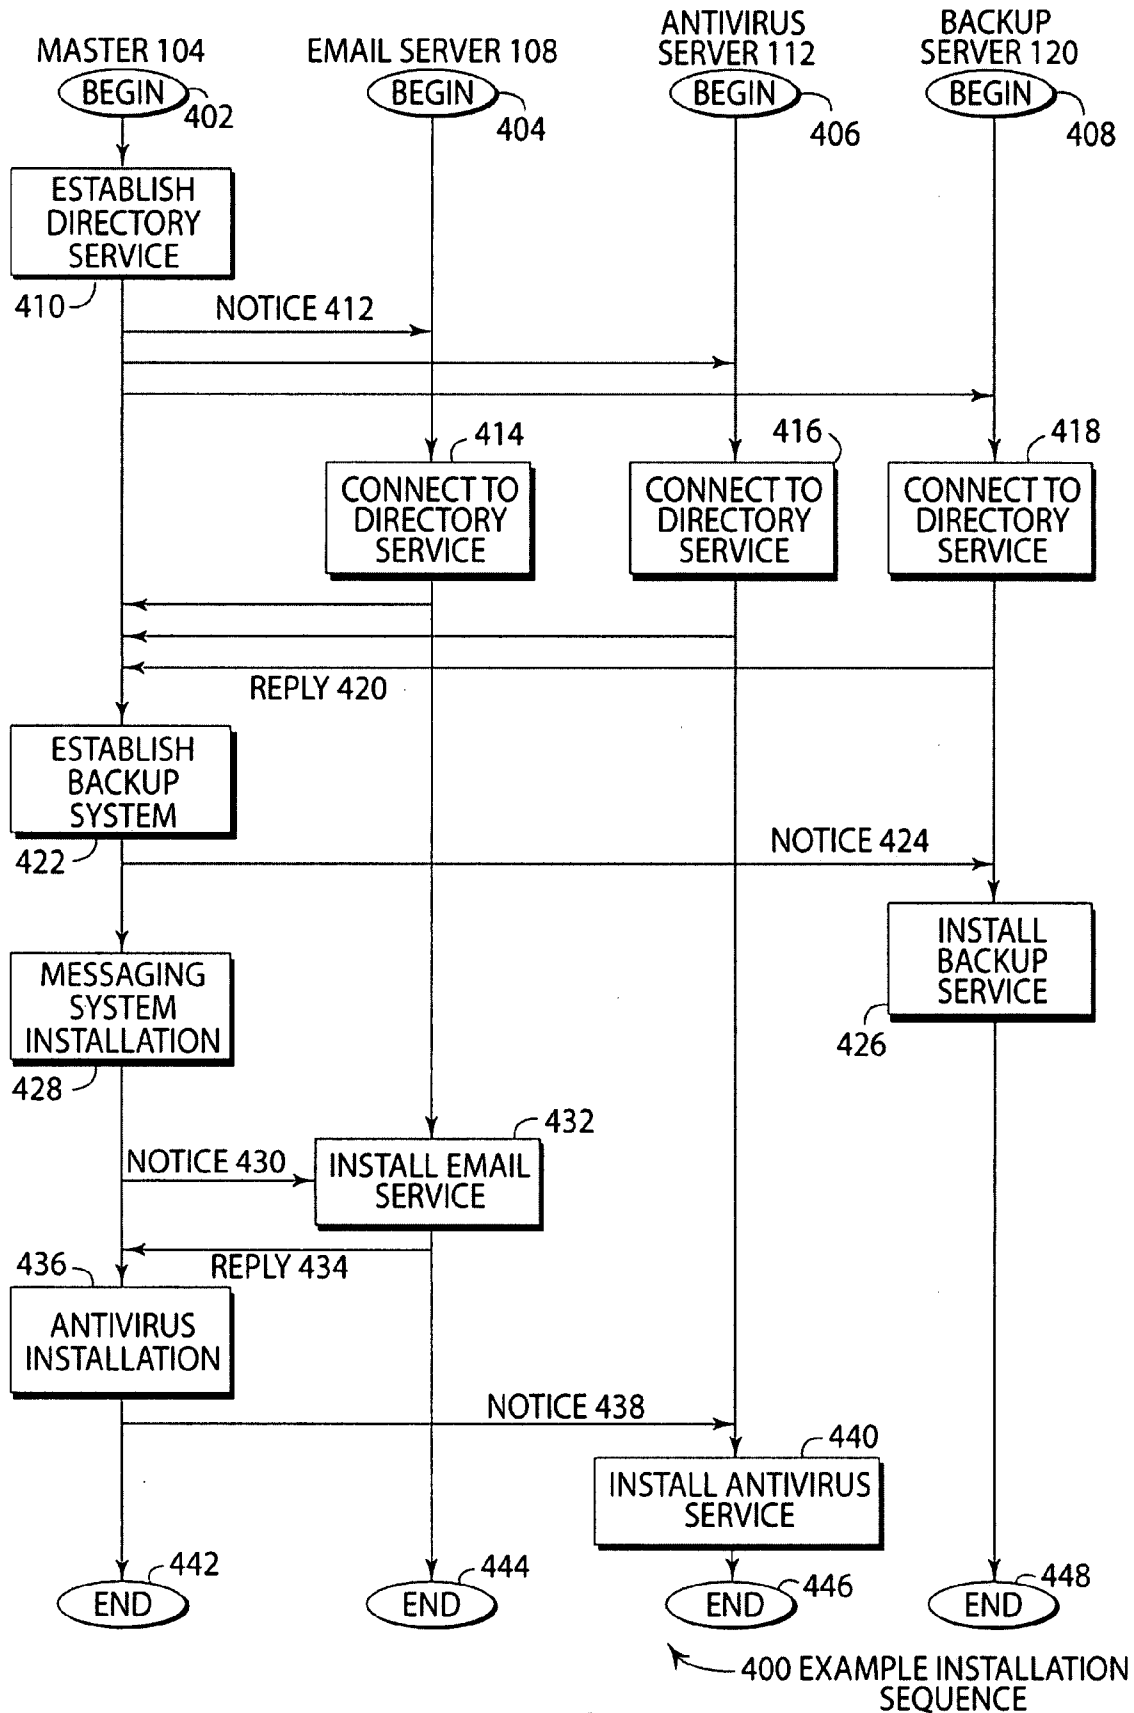 MASTER 104
EMAIL SERVER 108
ANTIVIRUS
SERVER 112
BACKUP
SERVER 120
BEGIN
402
BEGIN
404
BEGIN
406
BEGIN
408
ESTABLISH
DIRECTORY
SERVICE
410
NOTICE 412
414
CONNECT TO
DIRECTORY
SERVICE
416
CONNECT TO
DIRECTORY
SERVICE
418
CONNECT TO
DIRECTORY
SERVICE
REPLY 420
ESTABLISH
BACKUP
SYSTEM
422
NOTICE 424
INSTALL
BACKUP
SERVICE
426
MESSAGING
SYSTEM
INSTALLATION
428
NOTICE 430
432
INSTALL EMAIL
SERVICE
REPLY 434
436
ANTIVIRUS
INSTALLATION
NOTICE 438
440
INSTALL ANTIVIRUS
SERVICE
END
442
END
444
END
446
END
448
400 EXAMPLE INSTALLATION
SEQUENCE